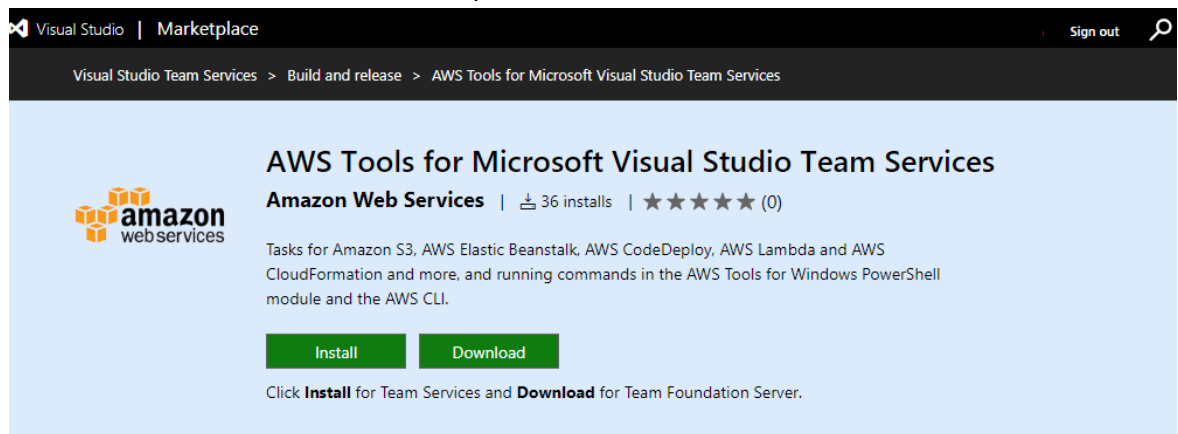 Visual Studio | Marketplace
Sign out
Visual Studio Team Services > Build and release > AWS Tools for Microsoft Visual Studio Team Services
AWS Tools for Microsoft Visual Studio Team Services
amazon
webservices
Amazon Web Services | 36 installs | ★★★★★ (0)
Tasks for Amazon S3, AWS Elastic Beanstalk, AWS CodeDeploy, AWS Lambda and AWS
CloudFormation and more, and running commands in the AWS Tools for Windows PowerShell
module and the AWS CLI.
Install
Download
Click Install for Team Services and Download for Team Foundation Server.